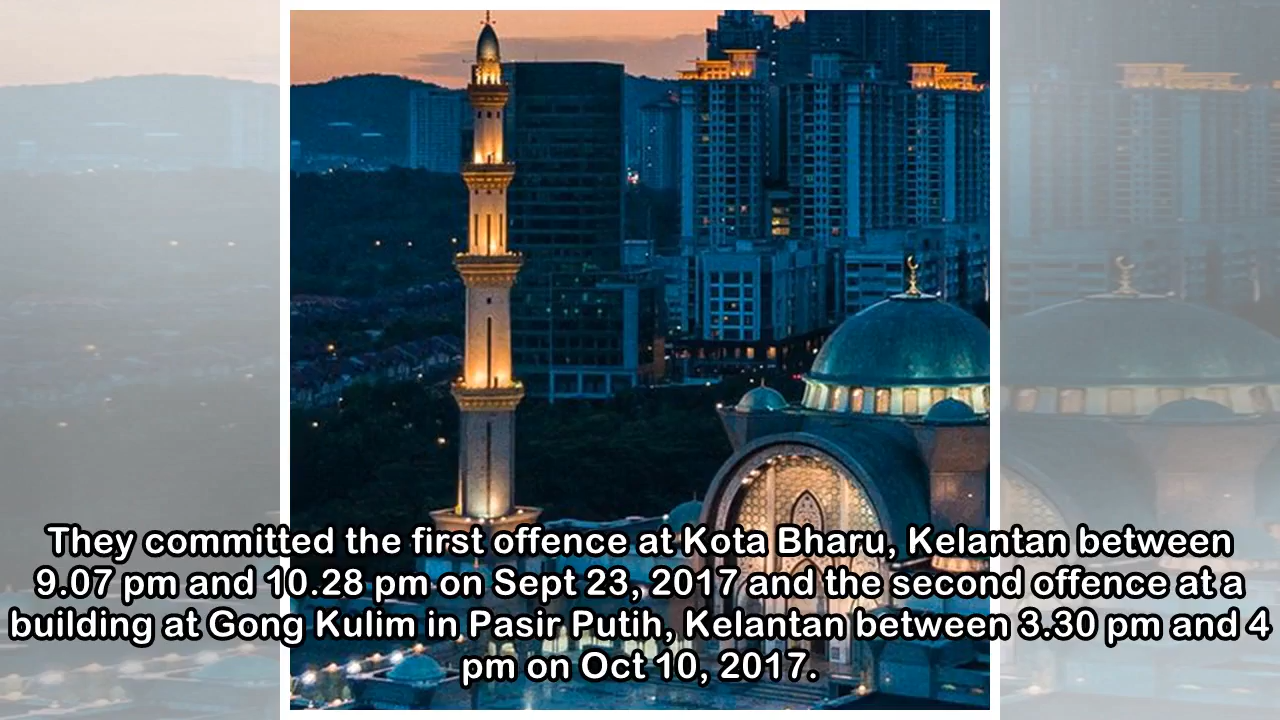 They committed the first offence at Kota Bharu, Kelantan between
9.07 pm and 10.28 pm on Sept 23, 2017 and the second offence at a
building at Gong Kulim in Pasir Putih, Kelantan between 3.30 pm and 4
pm on Oct 10, 2017.